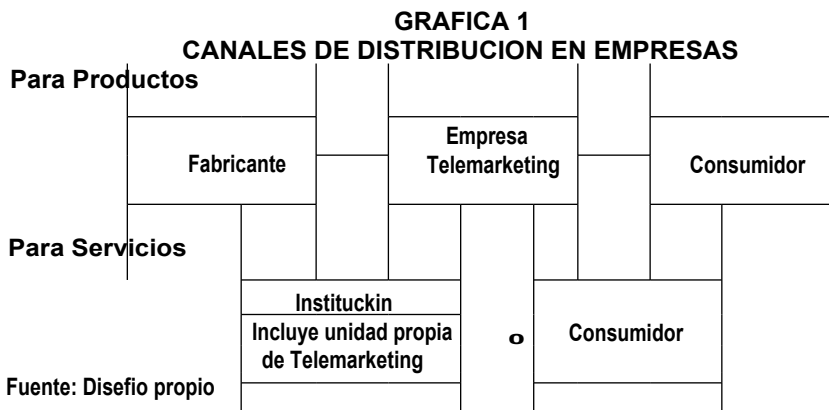 GRAFICA 1
CANALES DE DISTRIBUCION EN EMPRESAS
Para Productos
Fabricante
Empresa
Telemarketing
Consumidor
Para Servicios
Instituckin
Incluye unidad propia
de Telemarketing
o
Consumidor
Fuente: Disefio propio